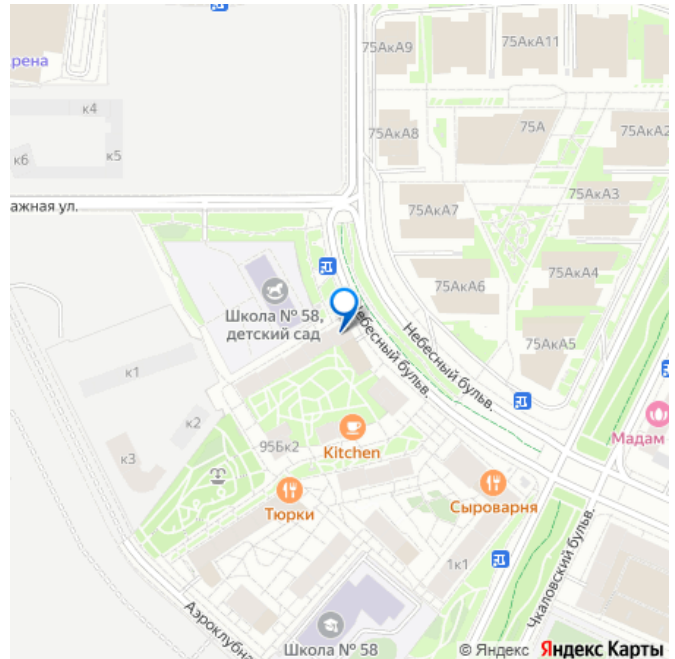 75АкА9
75АкА11
рена
к4
75АкА8
75А
75АкА2
к6
к5
75АкА3
ажная ул.
75АкА7
75АкА4
75АкА6
Школа № 58,
детский сад
Небесный бульв.
Небесный бульв.
75АкА5
к1
к2
Мадам
95Бк2
Kitchen
к3
Тюрки
Сыроварня
1к1
Чкаловский бульв.
Аэроклубна
Школа № 58
© Яндекс Яндекс Карты